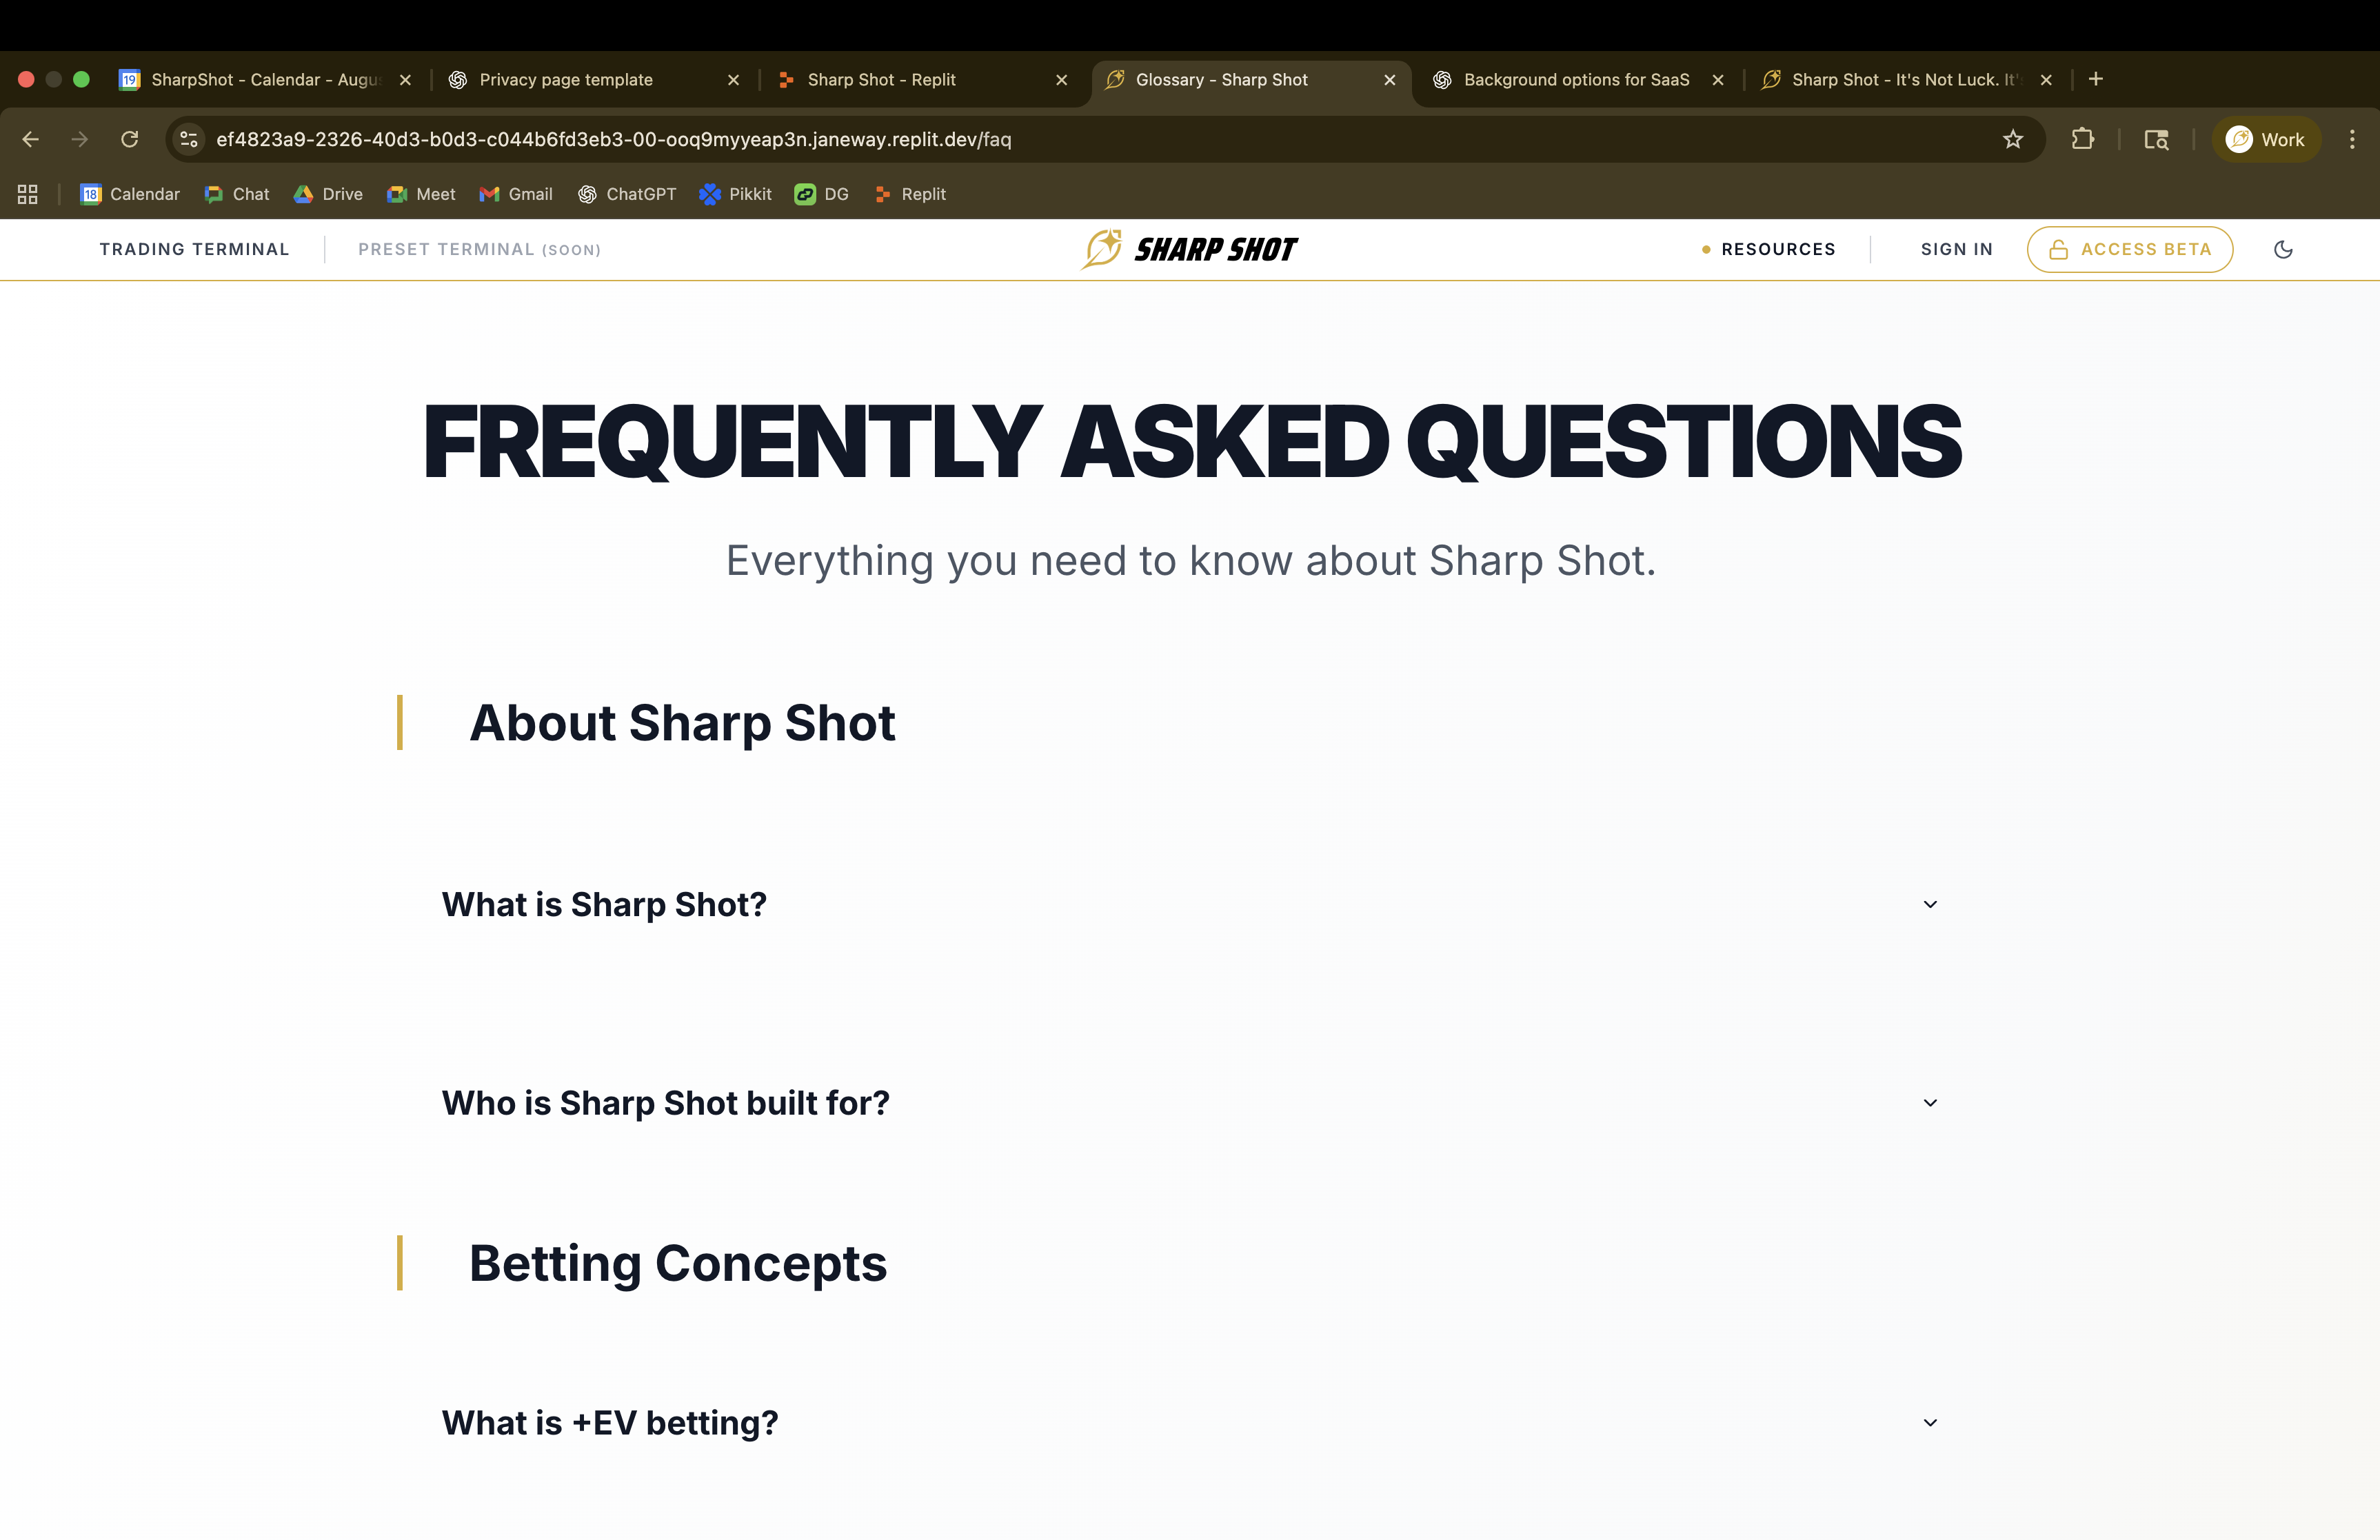 SharpShot - Calendar - Augu
Privacy page template
Sharp Shot - Replit
Glossary - Sharp Shot
Background options for SaaS
Sharp Shot - It's Not Luck. It's
ef4823a9-2326-40d3-b0d3-c044b6fd3eb3-00-ooq9myyeap3n.janeway.replit.dev/faq
Work
Calendar
Chat
Drive
Meet
Gmail
ChatGPT
Pikkit
DG
Replit
TRADING TERMINAL
PRESET TERMINAL (SOON)
SHARP SHOT
RESOURCES
SIGN IN
ACCESS BETA
FREQUENTLY ASKED QUESTIONS
Everything you need to know about Sharp Shot.
About Sharp Shot
What is Sharp Shot?
Who is Sharp Shot built for?
Betting Concepts
What is +EV betting?